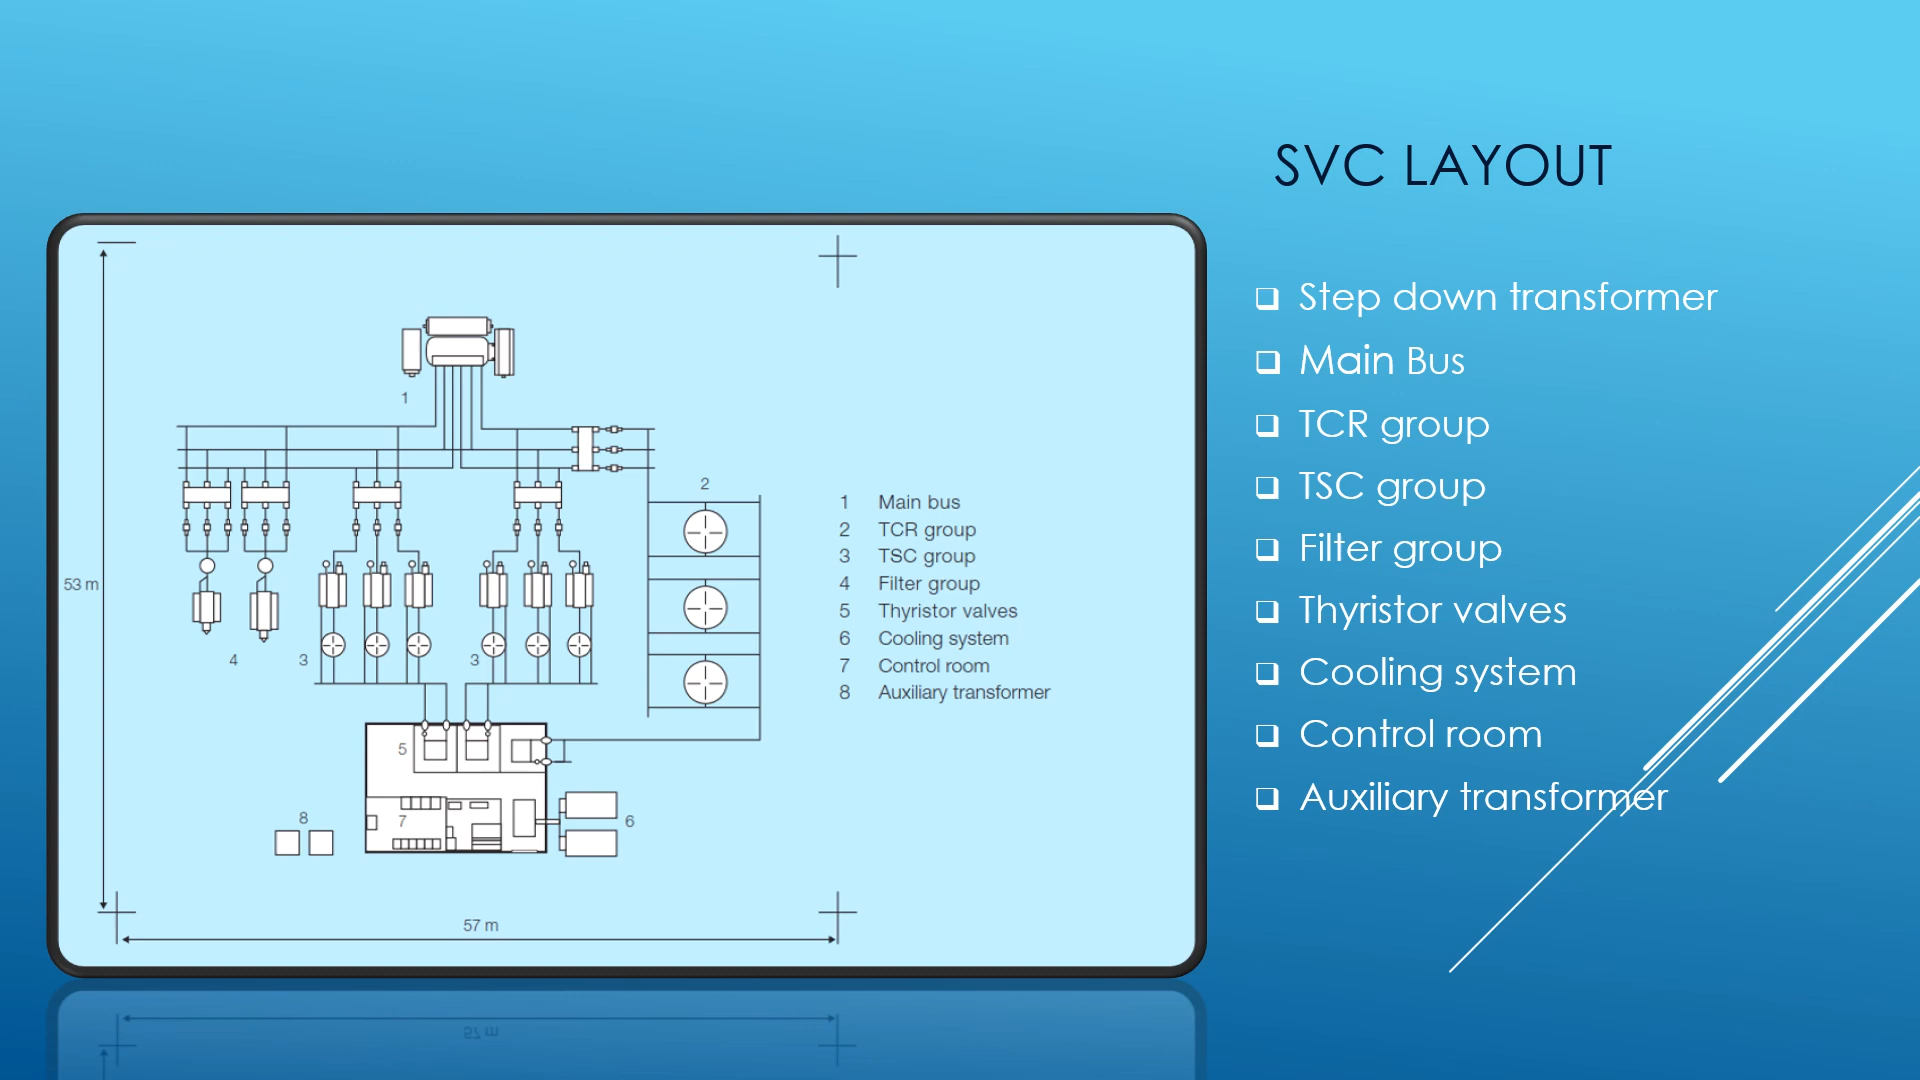 SVC LAYOUT
53 m
1
2
4
3
3
5
7
8
6
57 m
1 Main bus
2 TCR group
3 TSC group
4 Filter group
5 Thyristor valves
6 Cooling system
7 Control room
8 Auxiliary transformer
❑ Step down transformer
❑ Main Bus
❑ TCR group
❑ TSC group
❑ Filter group
❑ Thyristor valves
❑ Cooling system
❑ Control room
❑ Auxiliary transformer
57 m